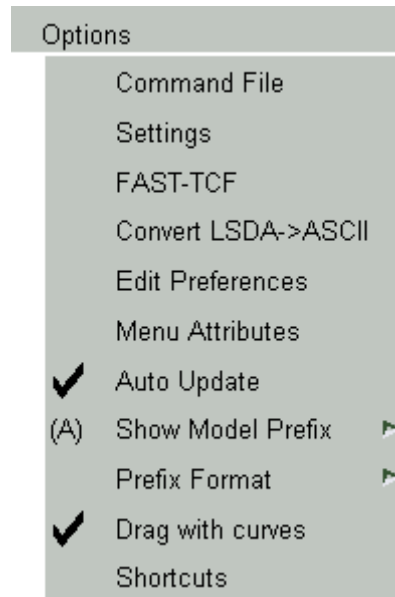 Options
Command File
Settings
FAST-TCF
Convert LSDA->ASCII
Edit Preferences
Menu Attributes
Auto Update
(A) Show Model Prefix
Prefix Format
Drag with curves
Shortcuts